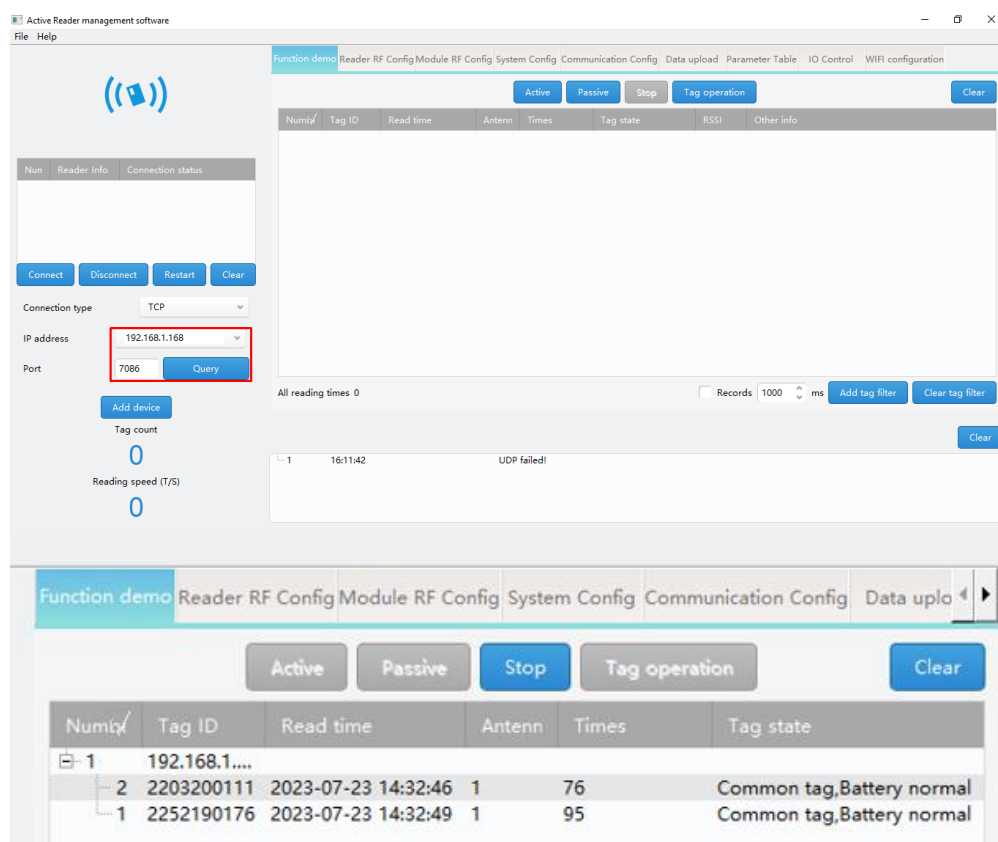 Active Reader management software
File Help
Function demo Reader RF Config Module RF Config System Config Communication Config Data upload Parameter Table IO Control WIFI configuration
Active Passive Stop Tag operation Clear
Tag ID Read time Antenn Times Tag state RSSI Other info
Nun Reader Info Connection status
Connect Disconnect Restart Clear
Connection type TCP
IP address 192.168.1.168
Port 7086 Query
All reading times 0 Records 1000 ms Add tag filter Clear tag filter
Add device
Tag count
0
Reading speed (T/S)
0
Clear
1 16:11:42 UDP failed!
Function demo Reader RF Config Module RF Config System Config Communication Config Data uplo
Active Passive Stop Tag operation Clear
Tag ID Read time Antenn Times Tag state
1 192.168.1....
2 2203200111 2023-07-23 14:32:46 1 76 Common tag,Battery normal
1 2252190176 2023-07-23 14:32:49 1 95 Common tag,Battery normal